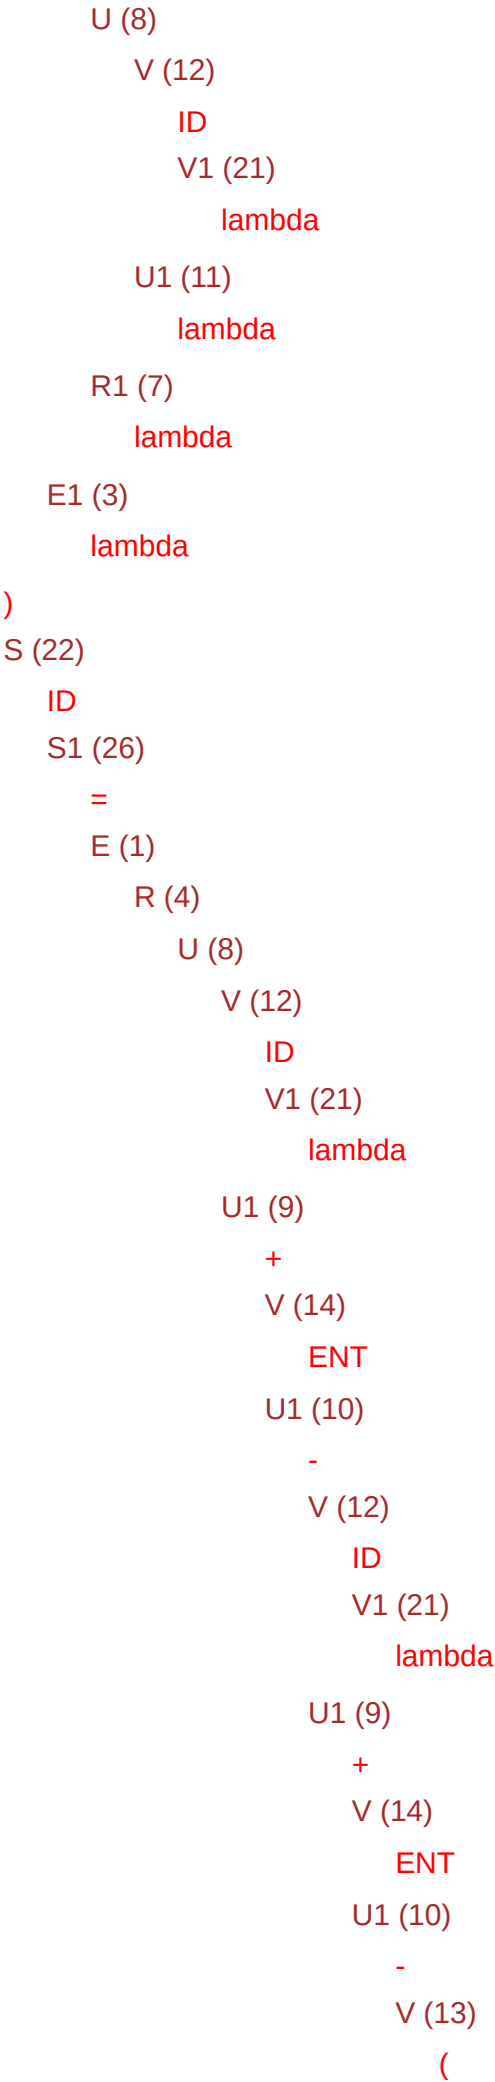 U (8)
V (12)
ID
V1 (21)
lambda
U1 (11)
lambda
R1 (7)
lambda
E1 (3)
lambda
)
S (22)
ID
S1 (26)
=
E (1)
R (4)
U (8)
V (12)
ID
V1 (21)
lambda
U1 (9)
+
V (14)
ENT
U1 (10)
-
V (12)
ID
V1 (21)
lambda
U1 (9)
+
V (14)
ENT
U1 (10)
-
V (13)
(